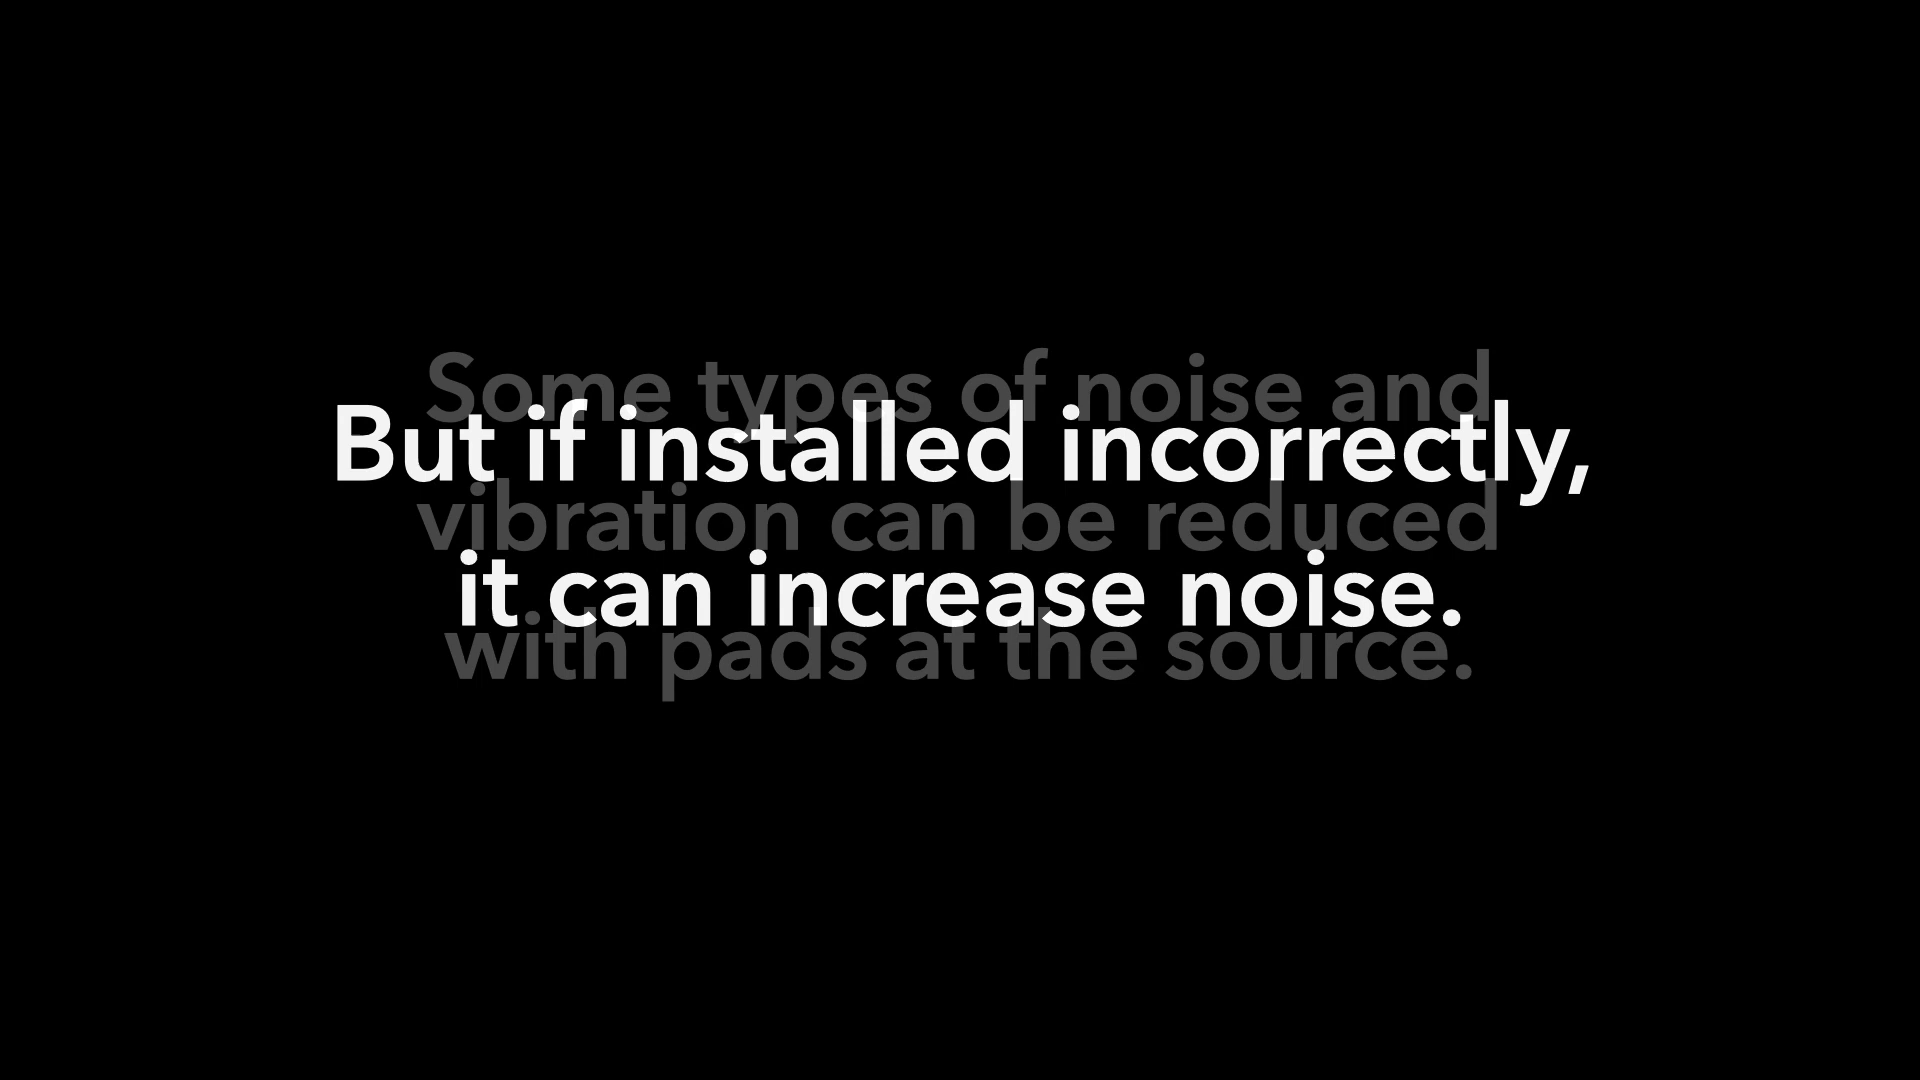 Some types of noise and
vibration can be reduced
with pads at the source.
But if installed incorrectly,
it can increase noise.